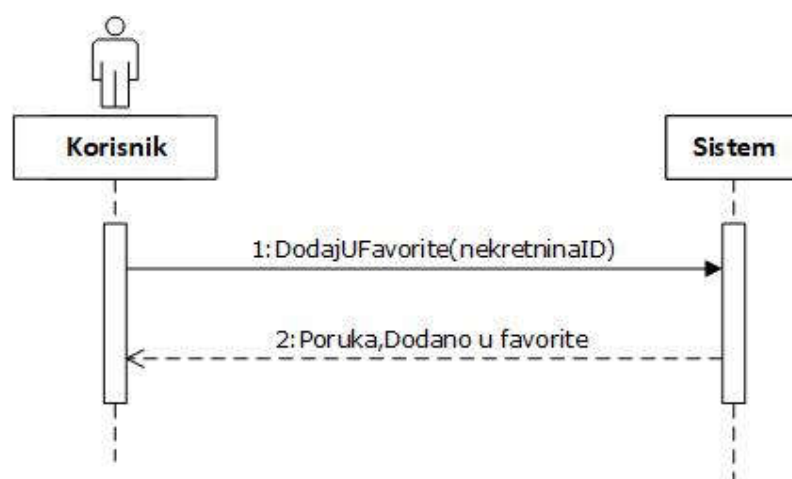 Korisnik
Sistem
1:DodajUFavorite(nekretninaID)
2:Poruka,Dodano u favorite